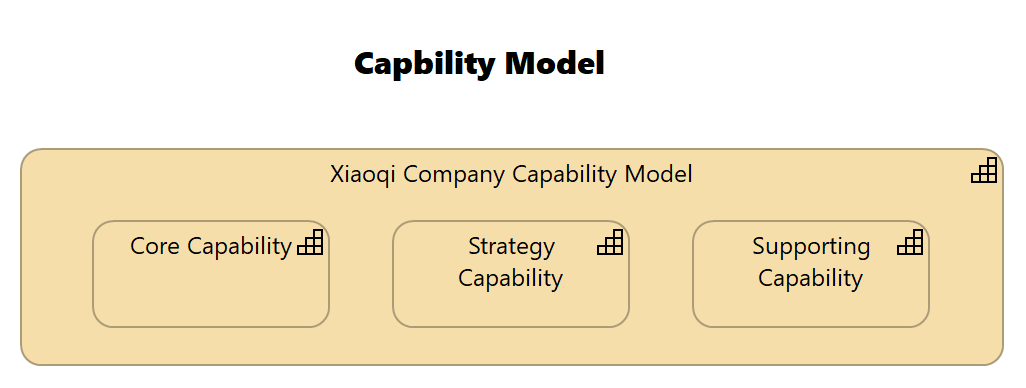 Capbility Model
Xiaoqi Company Capability Model
Core Capability
Strategy
Capability
Supporting
Capability